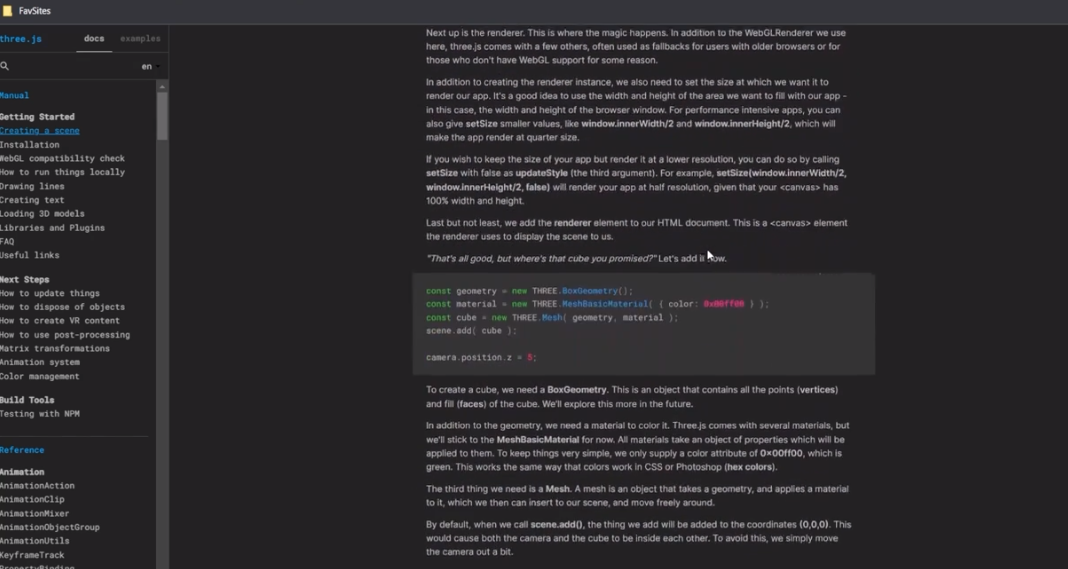 FavSites
three.js
docs
examples
en
Manual
Getting Started
Creating a scene
Installation
WebGL compatibility check
How to run things locally
Drawing lines
Creating text
Loading 3D models
Libraries and Plugins
FAQ
Useful links
Next Steps
How to update things
How to dispose of objects
How to create VR content
How to use post-processing
Matrix transformations
Animation system
Color management
Build Tools
Testing with NPM
Reference
Animation
AnimationAction
AnimationClip
AnimationMixer
AnimationObjectGroup
AnimationUtils
KeyframeTrack
PropertyBinding
Next up is the renderer. This is where the magic happens. In addition to the WebGLRenderer we use
here, three.js comes with a few others, often used as fallbacks for users with older browsers or for
those who don't have WebGL support for some reason.
In addition to creating the renderer instance, we also need to set the size at which we want it to
render our app. It's a good idea to use the width and height of the area we want to fill with our app -
in this case, the width and height of the browser window. For performance intensive apps, you can
also give setSize smaller values, like window.innerWidth/2 and window.innerHeight/2, which will
make the app render at quarter size.
If you wish to keep the size of your app but render it at a lower resolution, you can do so by calling
setSize with false as updateStyle (the third argument). For example, setSize(window.innerWidth/2,
window.innerHeight/2, false) will render your app at half resolution, given that your <canvas> has
100% width and height.
Last but not least, we add the renderer element to our HTML document. This is a <canvas> element
the renderer uses to display the scene to us.
"That's all good, but where's that cube you promised?" Let's add it now.
const geometry = new THREE.BoxGeometry();
const material = new THREE.MeshBasicMaterial( { color: 0x00ff00 } );
const cube = new THREE.Mesh( geometry, material );
scene.add( cube );
camera.position.z = 5;
To create a cube, we need a BoxGeometry. This is an object that contains all the points (vertices)
and fill (faces) of the cube. We'll explore this more in the future.
In addition to the geometry, we need a material to color it. Three.js comes with several materials, but
we'll stick to the MeshBasicMaterial for now. All materials take an object of properties which will be
applied to them. To keep things very simple, we only supply a color attribute of 0x00ff00, which is
green. This works the same way that colors work in CSS or Photoshop (hex colors).
The third thing we need is a Mesh. A mesh is an object that takes a geometry, and applies a material
to it, which we then can insert to our scene, and move freely around.
By default, when we call scene.add(), the thing we add will be added to the coordinates (0,0,0). This
would cause both the camera and the cube to be inside each other. To avoid this, we simply move
the camera out a bit.